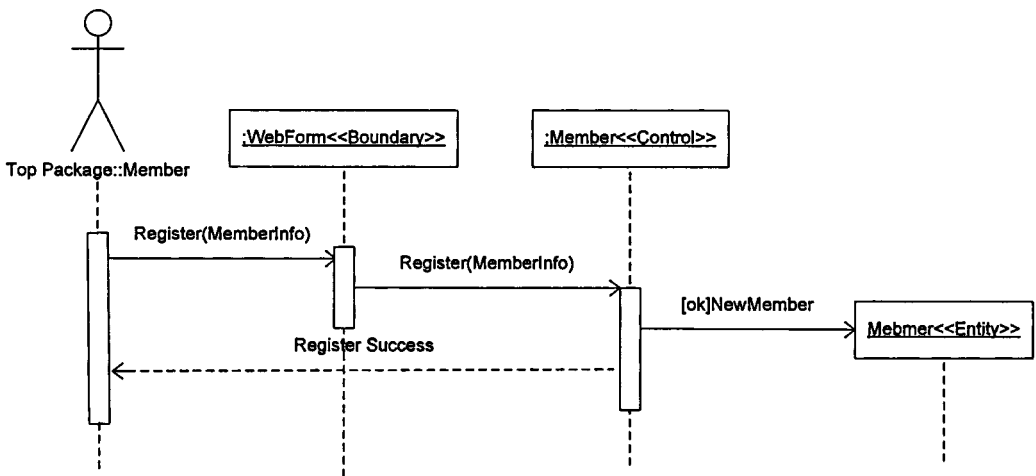 :WebForm<<Boundary>>
:Member<<Control>>
Top Package::Member
Register(MemberInfo)
Register(MemberInfo)
[ok]NewMember
Mebmer<<Entity>>
Register Success